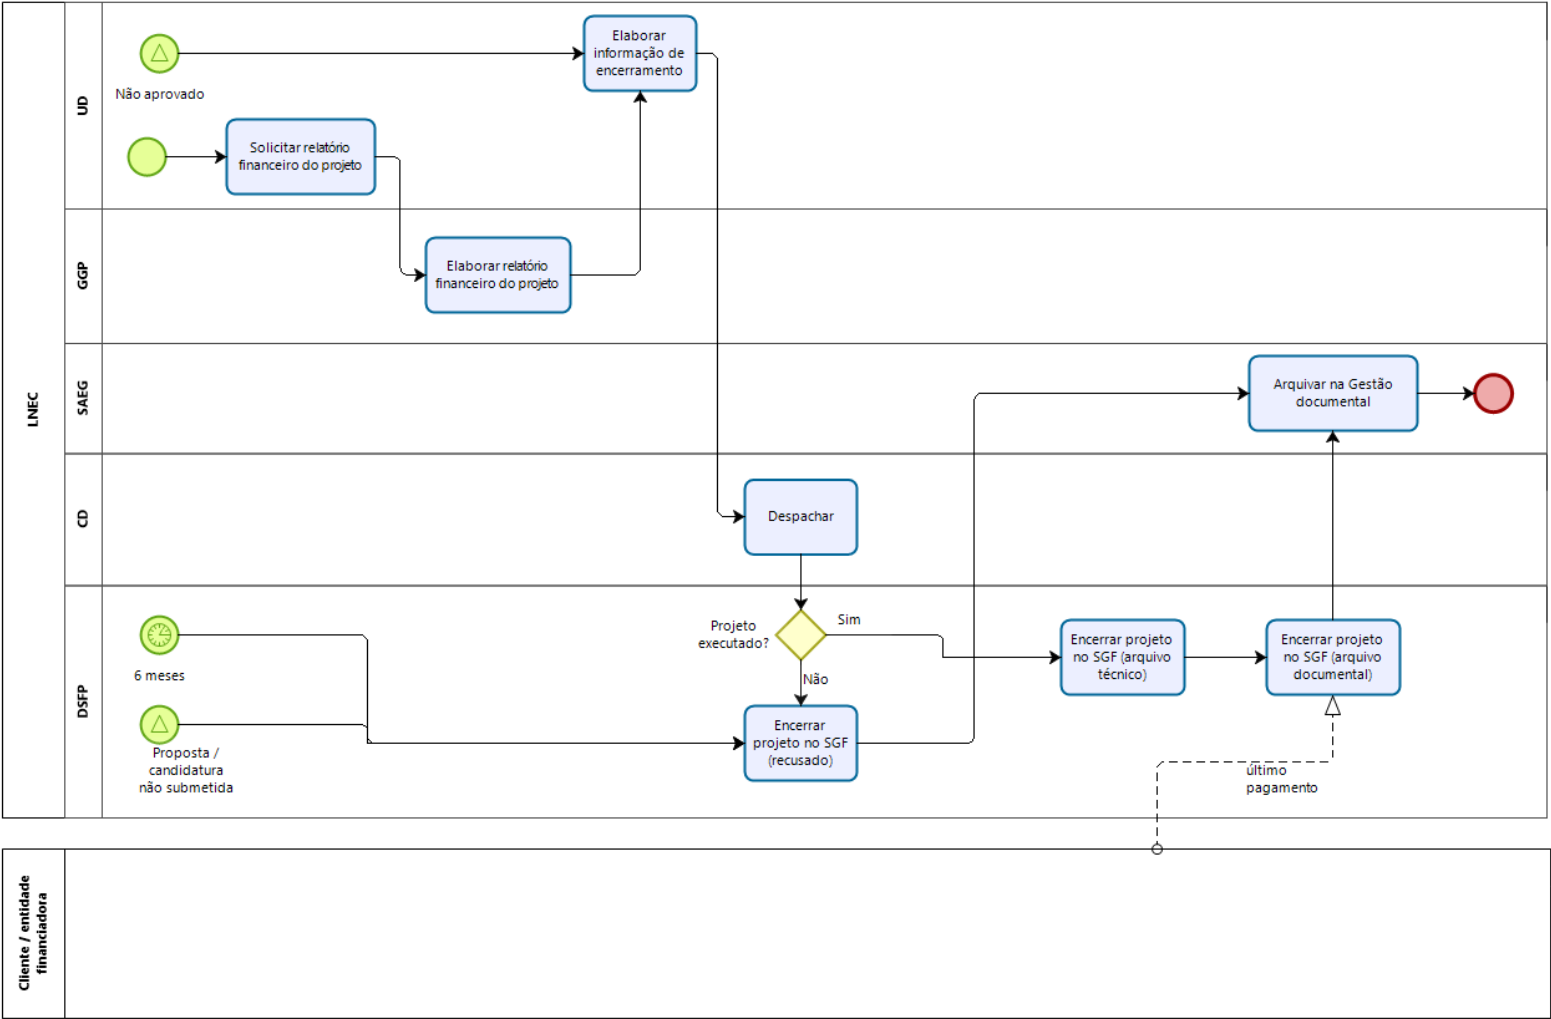 LNEC
UD
Não aprovado
Elaborar
informação de
encerramento
Solicitar relatório
financeiro do projeto
GGP
Elaborar relatório
financeiro do projeto
SAEG
Arquivar na Gestão
documental
CD
Despachar
DSFP
6 meses
Proposta /
candidatura
não submetida
Projeto
executado?
Sim
Não
Encerrar
projeto no SGF
(recusado)
Encerrar projeto
no SGF (arquivo
técnico)
Encerrar projeto
no SGF (arquivo
documental)
último
pagamento
Cliente / entidade
financiadora